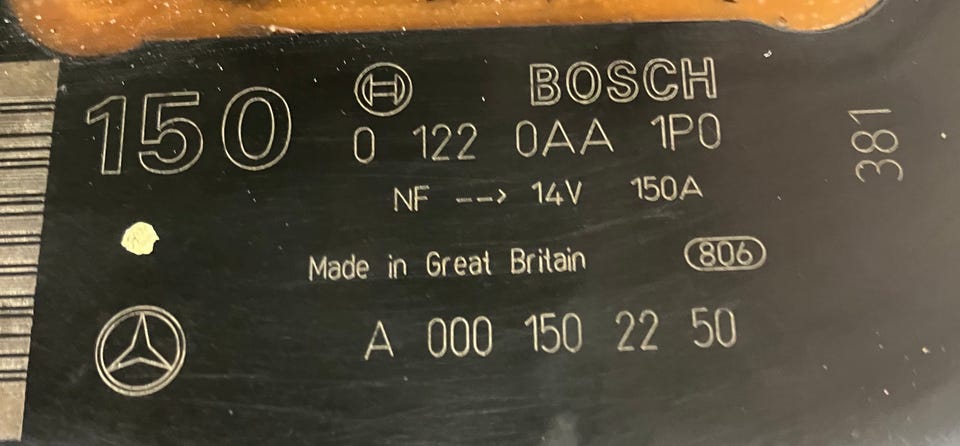 150 BOSCH
0 122 0AA 1P0
NF --> 14V 150A
Made in Great Britain 806
A 000 150 22 50
381